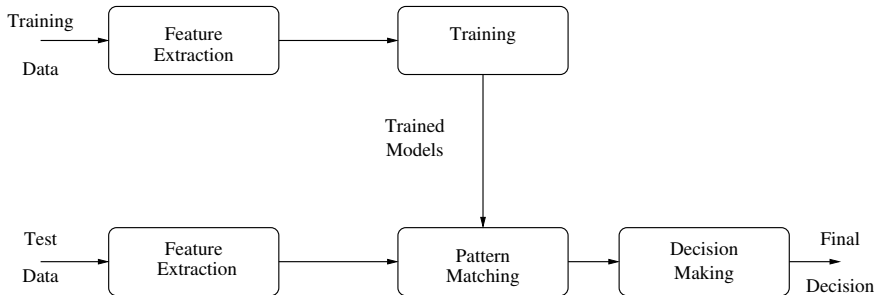 Training
Data
Feature
Extraction
Training
Trained
Models
Test
Data
Feature
Extraction
Pattern
Matching
Decision
Making
Final
Decision